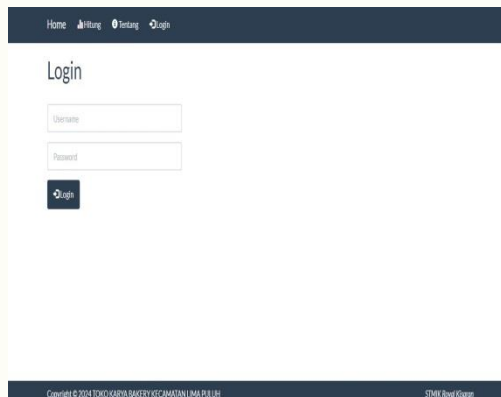 Home Hitung Tentang Login
Login
Username
Password
Login
Copyright © 2024 TOKO KARYA BAKERY KECAMATAN LIMA PULUH STMIK Royal Kisaran